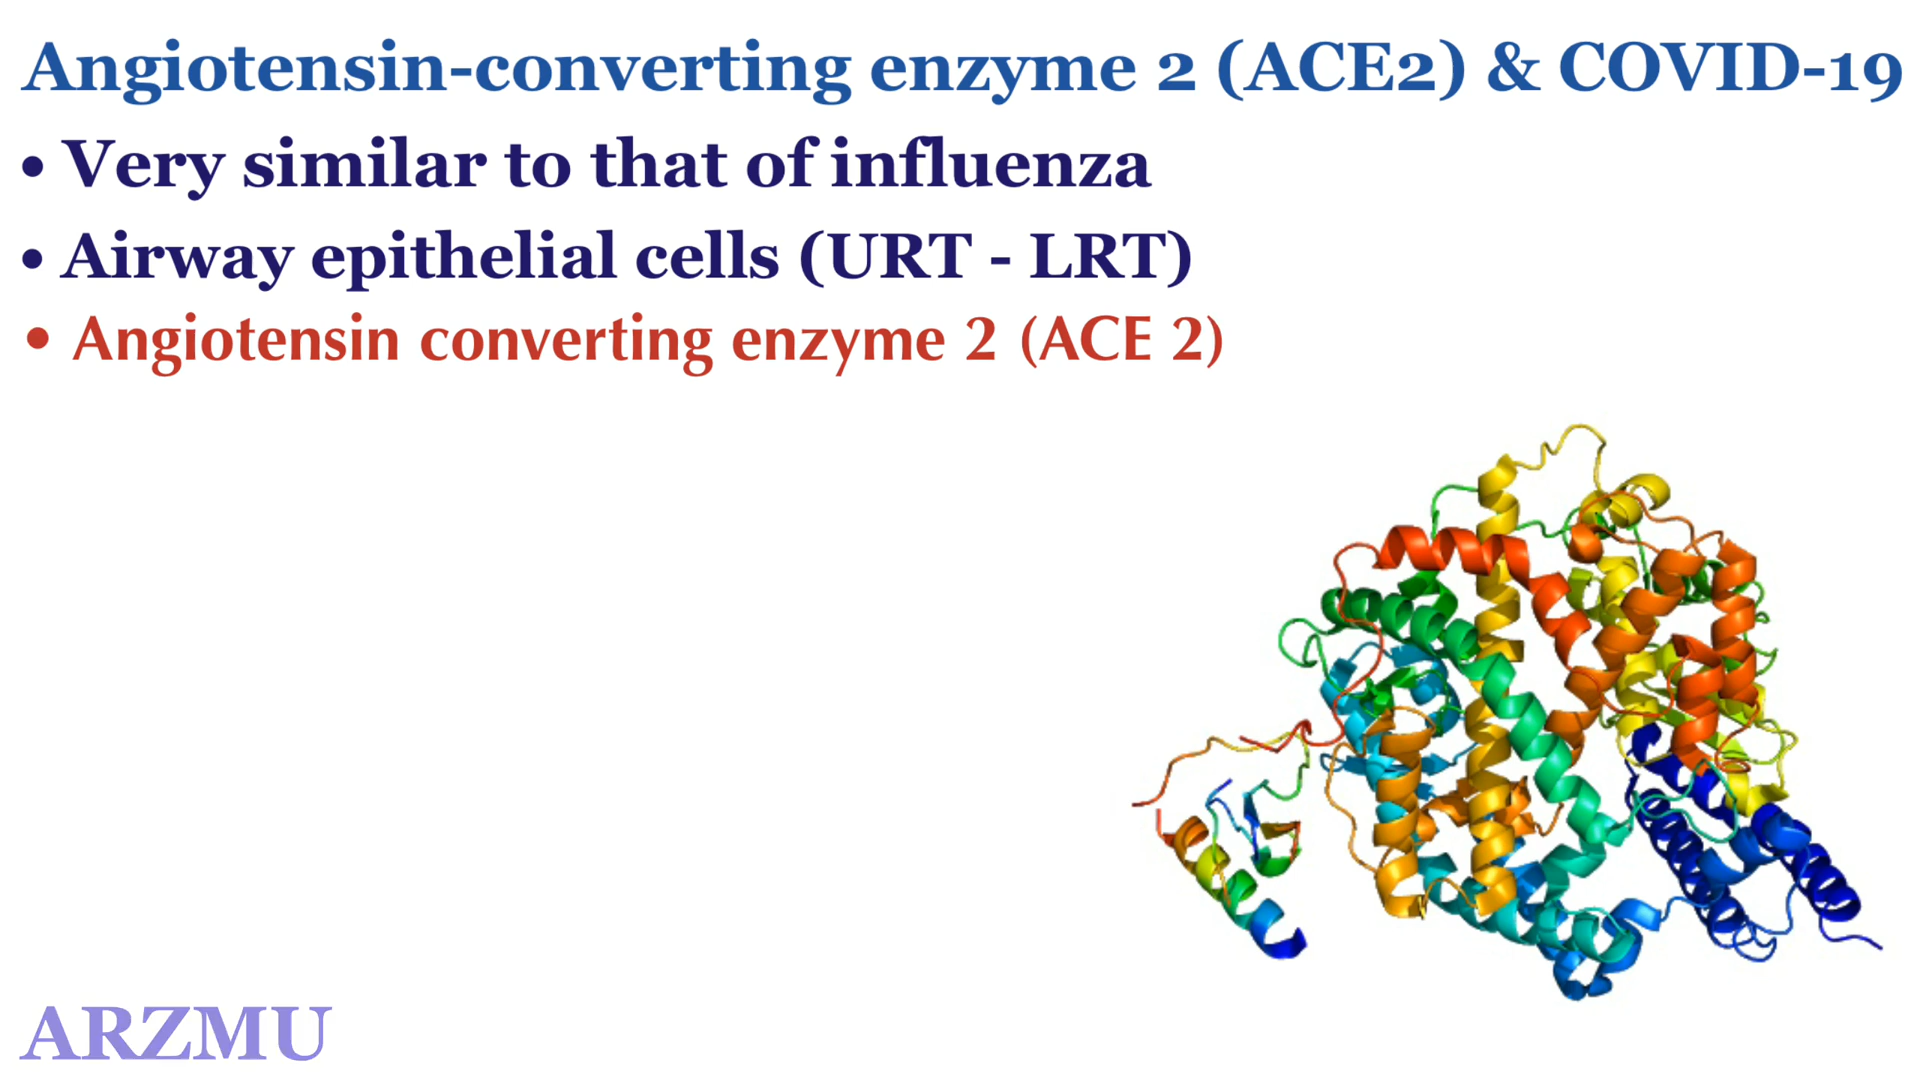 Angiotensin-converting enzyme 2 (ACE2) & COVID-19
• Very similar to that of influenza
• Airway epithelial cells (URT - LRT)
• Angiotensin converting enzyme 2 (ACE 2)
ARZMU